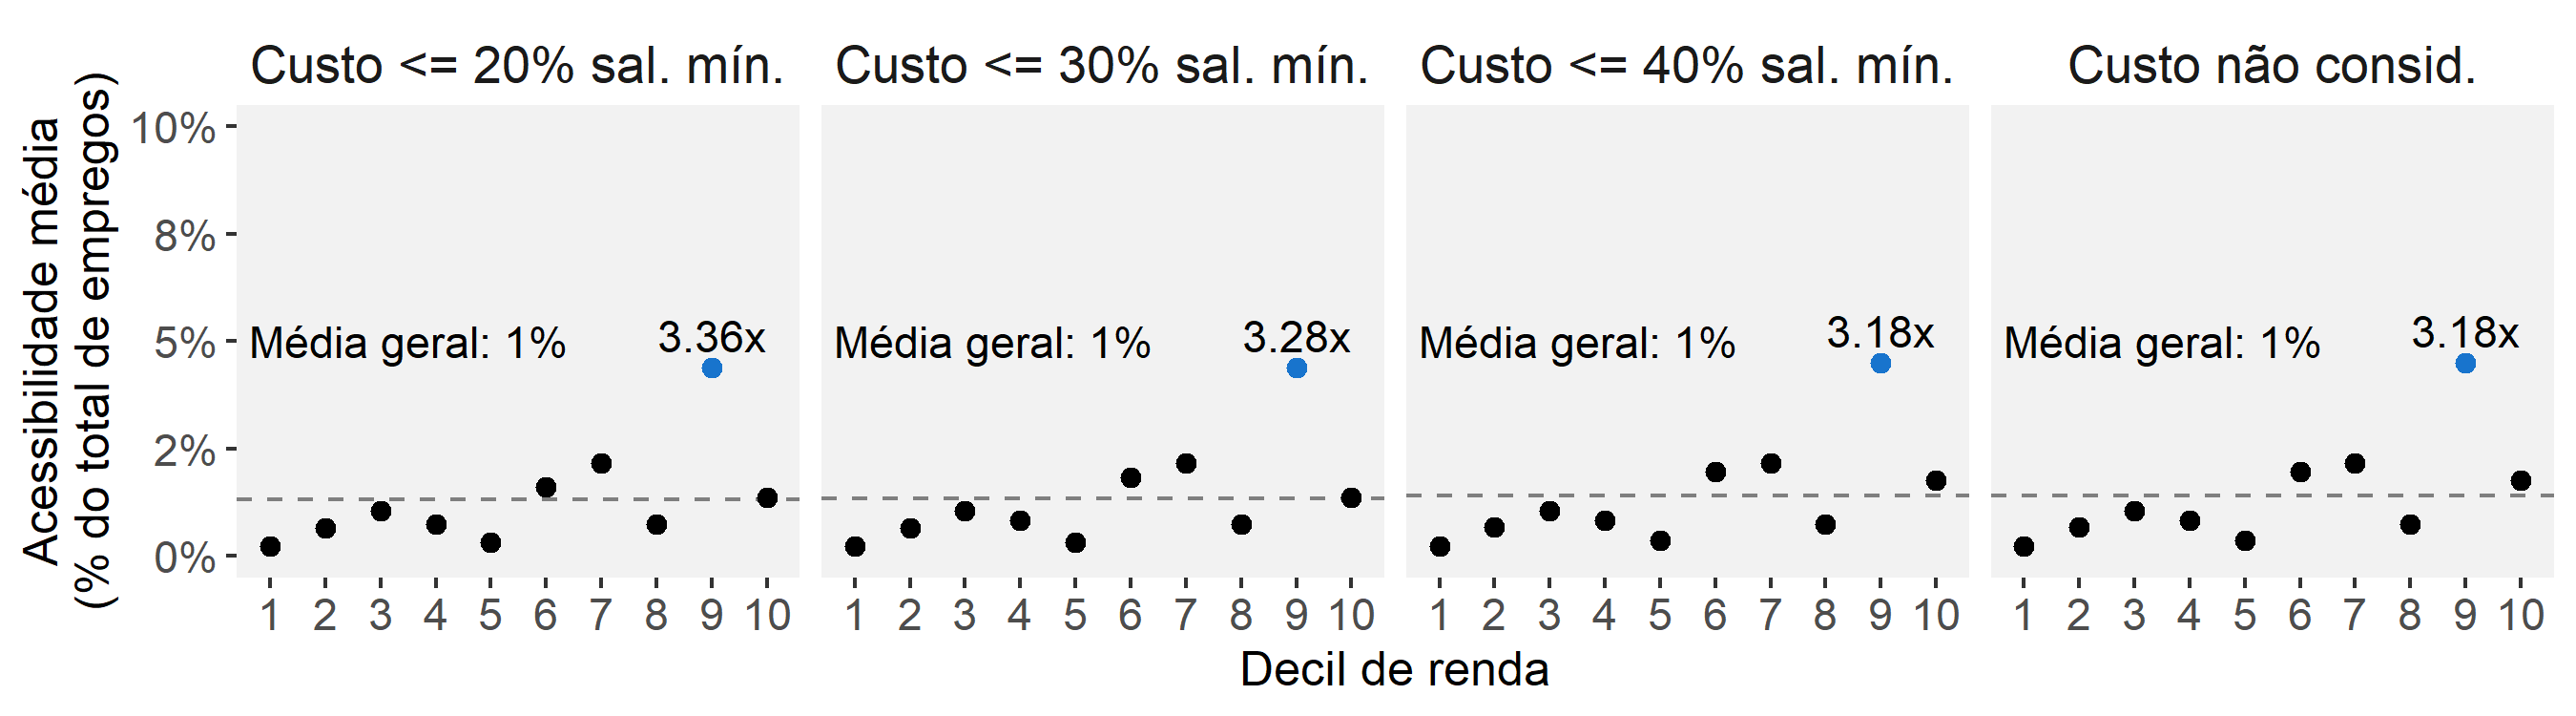 Custo <= 20% sal. mín.
Custo <= 30% sal. mín.
Custo <= 40% sal. mín.
Custo não consid.
Acessibilidade média
(% do total de empregos)
10%
8%
5%
2%
0%
Média geral: 1%
3.36x
Média geral: 1%
3.28x
Média geral: 1%
3.18x
Média geral: 1%
3.18x
1 2 3 4 5 6 7 8 9 10
1 2 3 4 5 6 7 8 9 10
1 2 3 4 5 6 7 8 9 10
1 2 3 4 5 6 7 8 9 10
Decil de renda